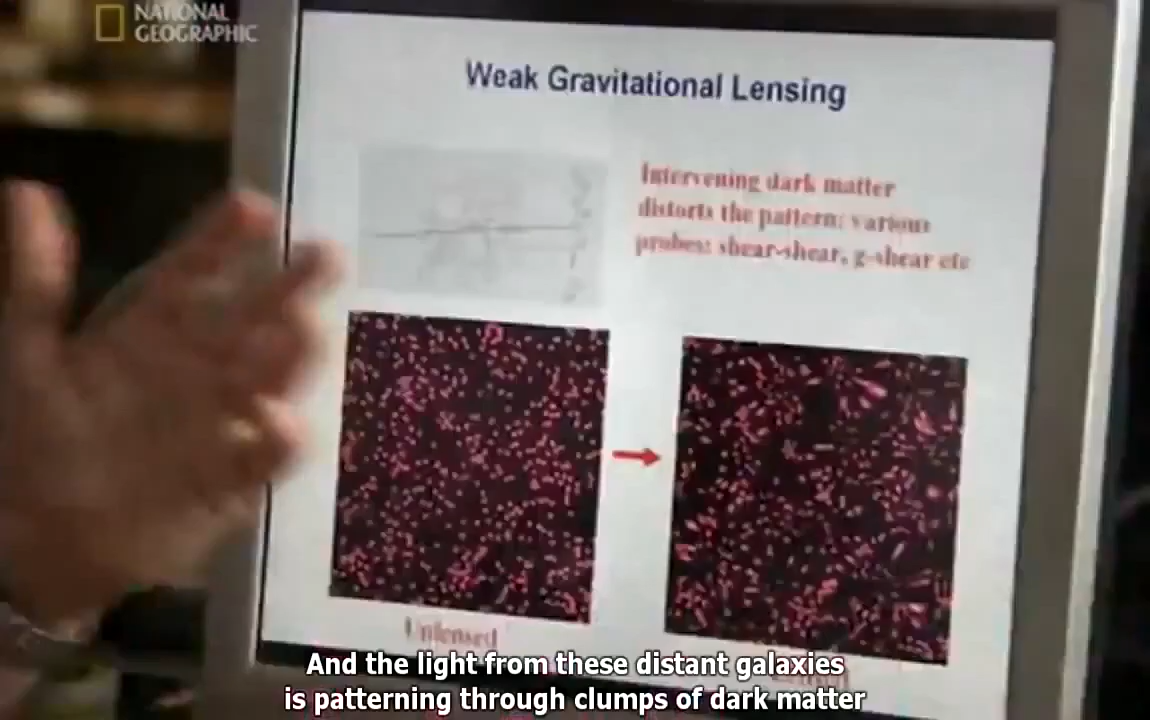 NATIONAL
GEOGRAPHIC
Weak Gravitational Lensing
Intervening dark matter
distorts the pattern: various
probes: shear-shear, g-shear etc
Unlensed
And the light from these distant galaxies
is patterning through clumps of dark matter